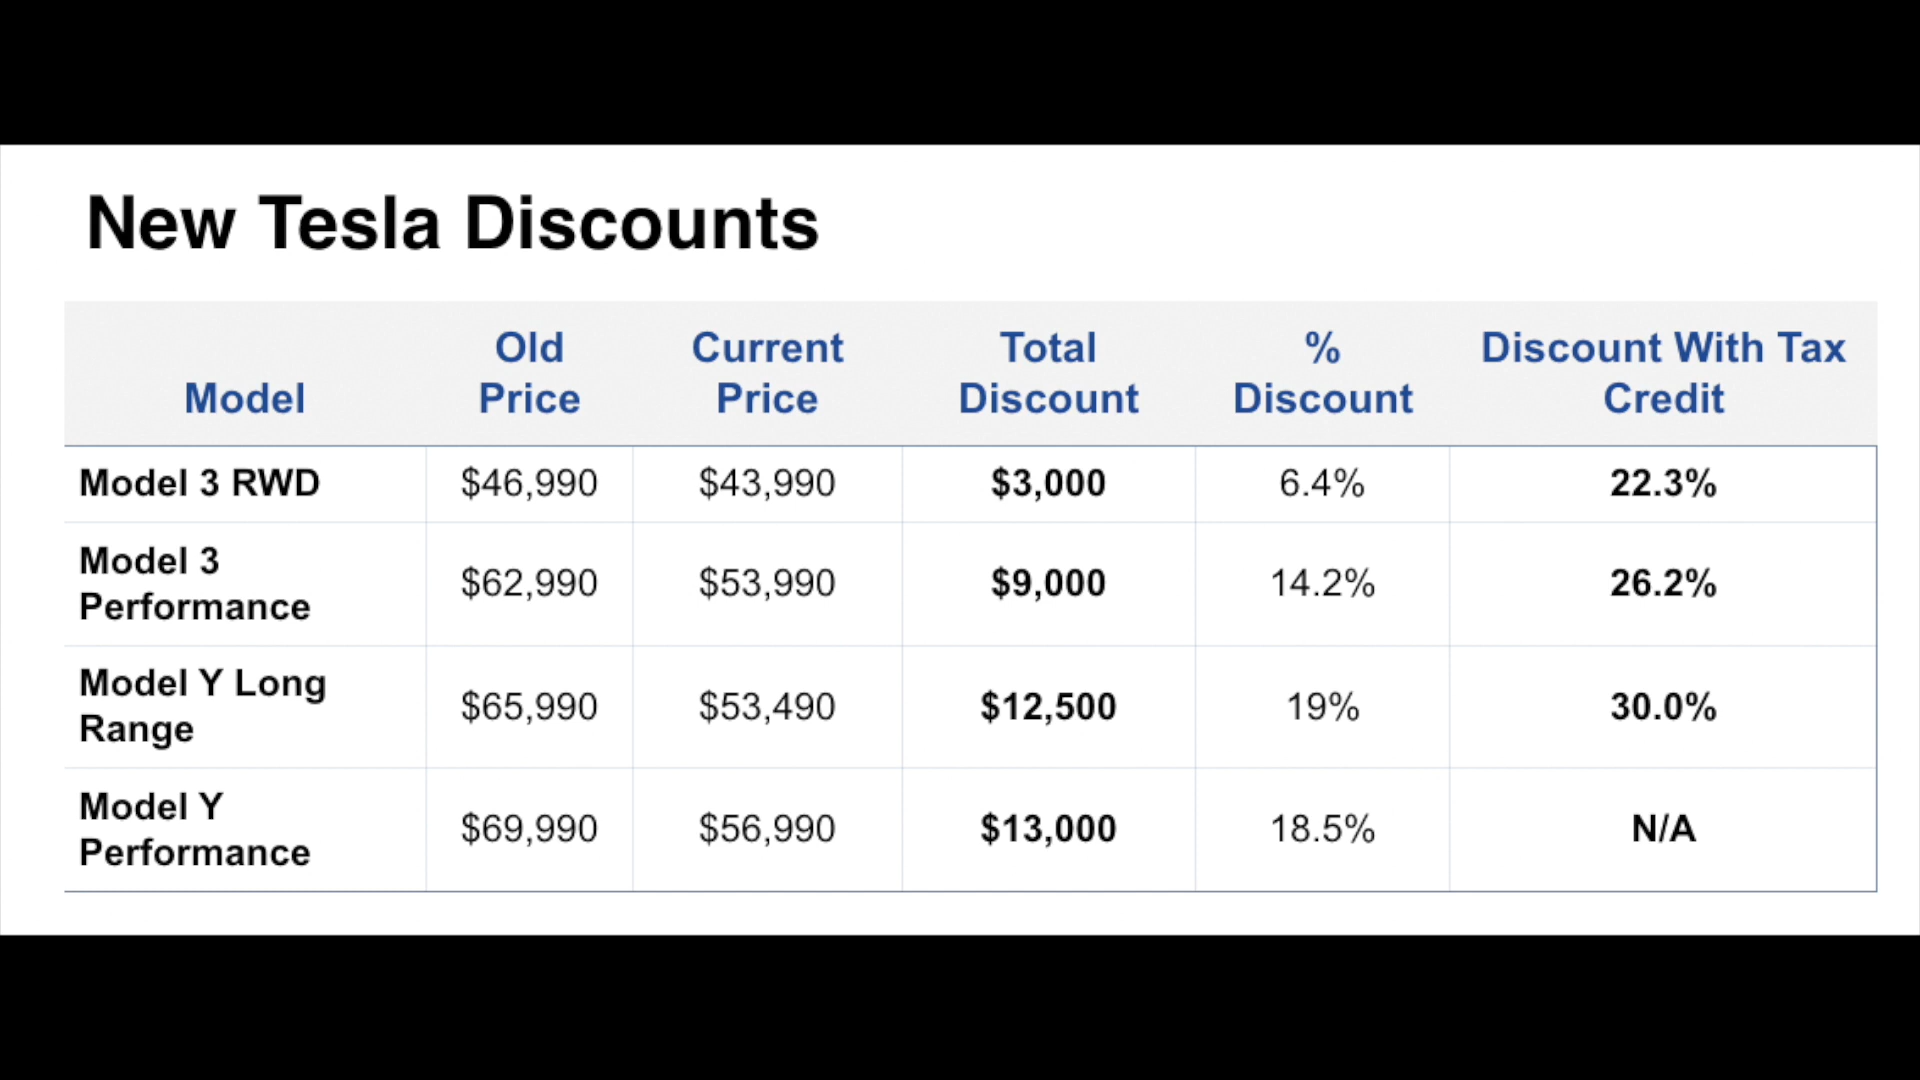 New Tesla Discounts
Model Old Price Current Price Total Discount % Discount Discount With Tax Credit
Model 3 RWD $46,990 $43,990 $3,000 6.4% 22.3%
Model 3 Performance $62,990 $53,990 $9,000 14.2% 26.2%
Model Y Long Range $65,990 $53,490 $12,500 19% 30.0%
Model Y Performance $69,990 $56,990 $13,000 18.5% N/A